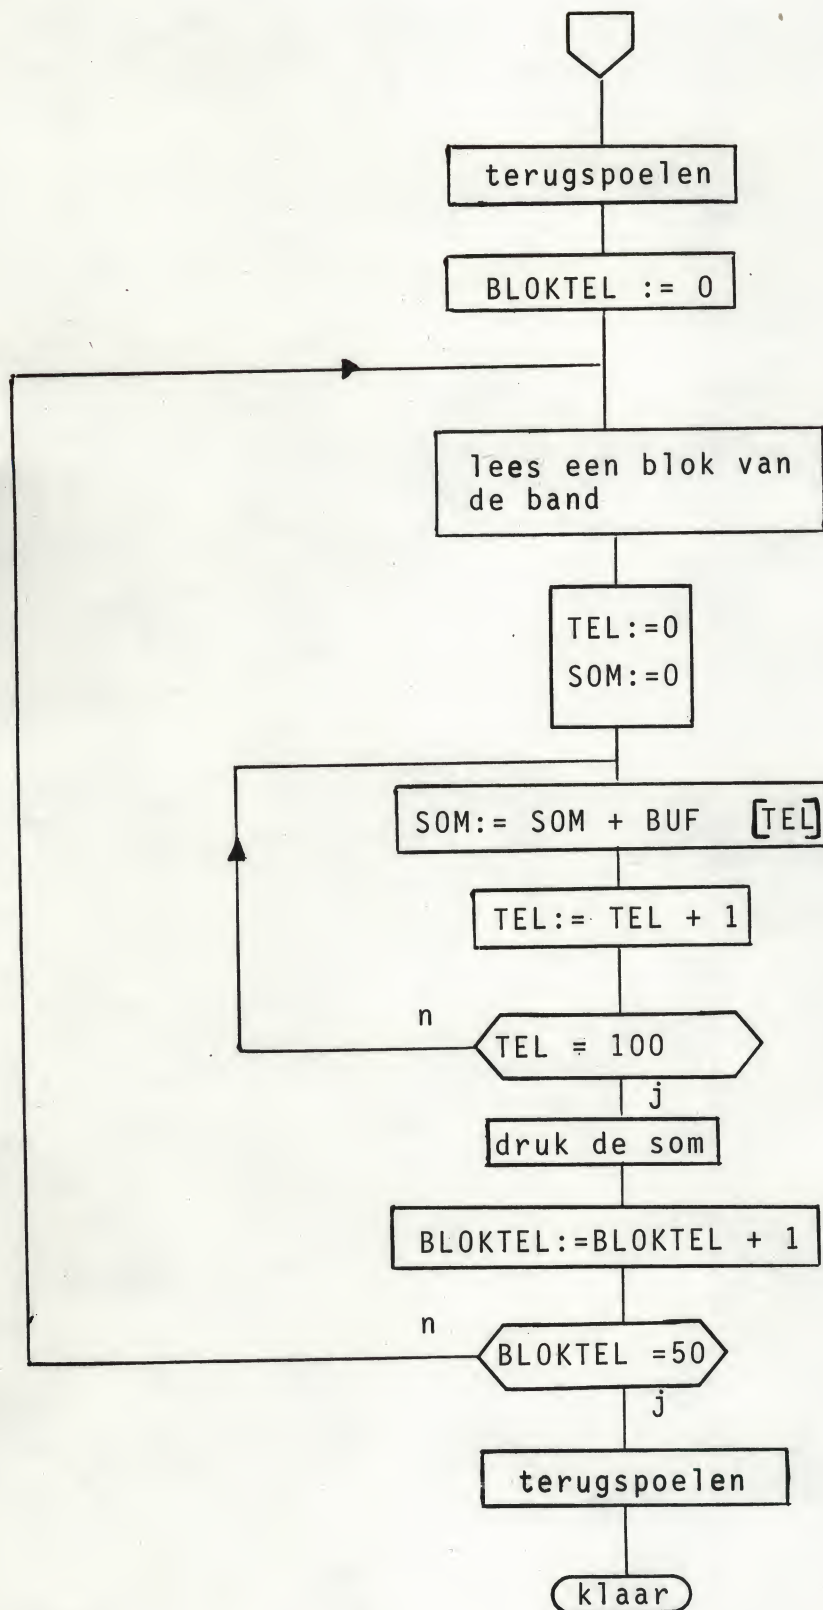 terugspoelen
BLOKTEL := 0
lees een blok van
de band
TEL:=0
SOM:=0
SOM:= SOM + BUF [TEL]
TEL:= TEL + 1
n
TEL = 100
j
druk de som
BLOKTEL:=BLOKTEL + 1
n
BLOKTEL =50
j
terugspoelen
klaar